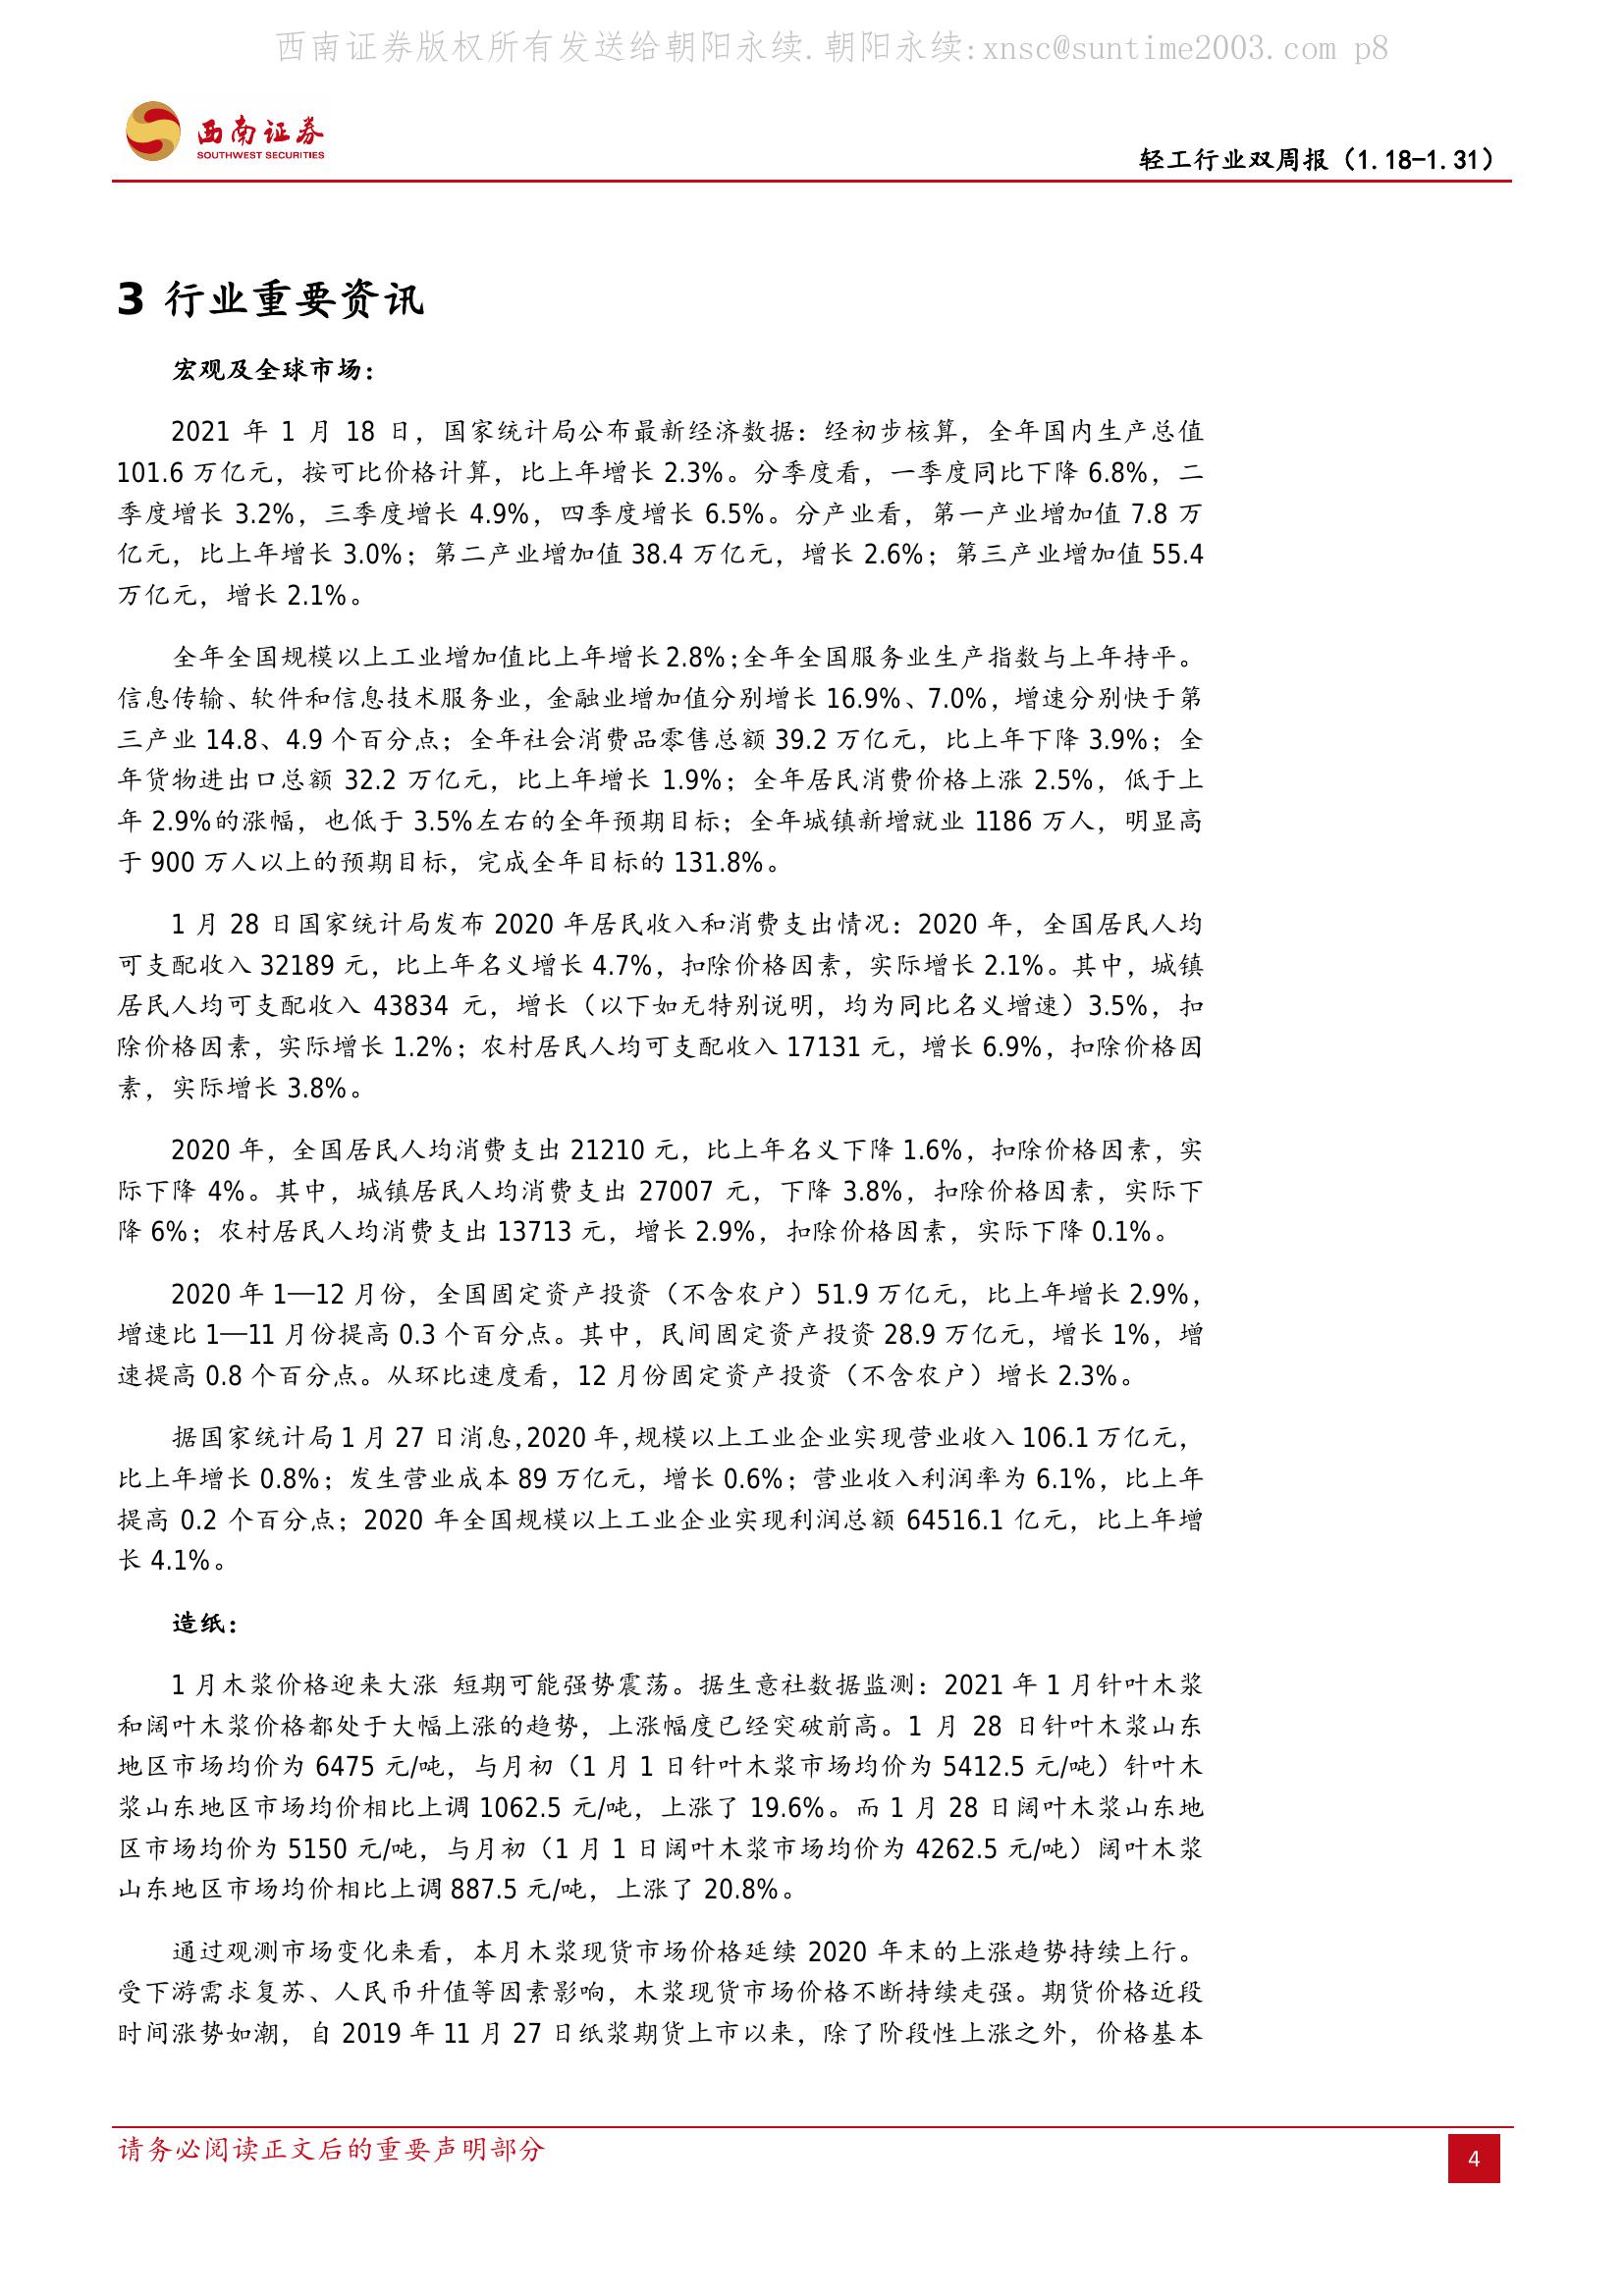 西南证券版权所有发送给朝阳永续.朝阳永续:xnsc@suntime2003.com p8
西南证券
SOUTHWEST SECURITIES
轻工行业双周报（1.18-1.31）
3 行业重要资讯
宏观及全球市场：
2021 年 1 月 18 日，国家统计局公布最新经济数据：经初步核算，全年国内生产总值
101.6 万亿元，按可比价格计算，比上年增长 2.3%。分季度看，一季度同比下降 6.8%，二
季度增长 3.2%，三季度增长 4.9%，四季度增长 6.5%。分产业看，第一产业增加值 7.8 万
亿元，比上年增长 3.0%；第二产业增加值 38.4 万亿元，增长 2.6%；第三产业增加值 55.4
万亿元，增长 2.1%。
全年全国规模以上工业增加值比上年增长 2.8%；全年全国服务业生产指数与上年持平。
信息传输、软件和信息技术服务业，金融业增加值分别增长 16.9%、7.0%，增速分别快于第
三产业 14.8、4.9 个百分点；全年社会消费品零售总额 39.2 万亿元，比上年下降 3.9%；全
年货物进出口总额 32.2 万亿元，比上年增长 1.9%；全年居民消费价格上涨 2.5%，低于上
年 2.9%的涨幅，也低于 3.5%左右的全年预期目标；全年城镇新增就业 1186 万人，明显高
于 900 万人以上的预期目标，完成全年目标的 131.8%。
1 月 28 日国家统计局发布 2020 年居民收入和消费支出情况：2020 年，全国居民人均
可支配收入 32189 元，比上年名义增长 4.7%，扣除价格因素，实际增长 2.1%。其中，城镇
居民人均可支配收入 43834 元，增长（以下如无特别说明，均为同比名义增速）3.5%，扣
除价格因素，实际增长 1.2%；农村居民人均可支配收入 17131 元，增长 6.9%，扣除价格因
素，实际增长 3.8%。
2020 年，全国居民人均消费支出 21210 元，比上年名义下降 1.6%，扣除价格因素，实
际下降 4%。其中，城镇居民人均消费支出 27007 元，下降 3.8%，扣除价格因素，实际下
降 6%；农村居民人均消费支出 13713 元，增长 2.9%，扣除价格因素，实际下降 0.1%。
2020 年 1—12 月份，全国固定资产投资（不含农户）51.9 万亿元，比上年增长 2.9%，
增速比 1—11 月份提高 0.3 个百分点。其中，民间固定资产投资 28.9 万亿元，增长 1%，增
速提高 0.8 个百分点。从环比速度看，12 月份固定资产投资（不含农户）增长 2.3%。
据国家统计局 1 月 27 日消息，2020 年，规模以上工业企业实现营业收入 106.1 万亿元，
比上年增长 0.8%；发生营业成本 89 万亿元，增长 0.6%；营业收入利润率为 6.1%，比上年
提高 0.2 个百分点；2020 年全国规模以上工业企业实现利润总额 64516.1 亿元，比上年增
长 4.1%。
造纸：
1 月木浆价格迎来大涨 短期可能强势震荡。据生意社数据监测：2021 年 1 月针叶木浆
和阔叶木浆价格都处于大幅上涨的趋势，上涨幅度已经突破前高。1 月 28 日针叶木浆山东
地区市场均价为 6475 元/吨，与月初（1 月 1 日针叶木浆市场均价为 5412.5 元/吨）针叶木
浆山东地区市场均价相比上调 1062.5 元/吨，上涨了 19.6%。而 1 月 28 日阔叶木浆山东地
区市场均价为 5150 元/吨，与月初（1 月 1 日阔叶木浆市场均价为 4262.5 元/吨）阔叶木浆
山东地区市场均价相比上调 887.5 元/吨，上涨了 20.8%。
通过观测市场变化来看，本月木浆现货市场价格延续 2020 年末的上涨趋势持续上行。
受下游需求复苏、人民币升值等因素影响，木浆现货市场价格不断持续走强。期货价格近段
时间涨势如潮，自 2019 年 11 月 27 日纸浆期货上市以来，除了阶段性上涨之外，价格基本
请务必阅读正文后的重要声明部分
4